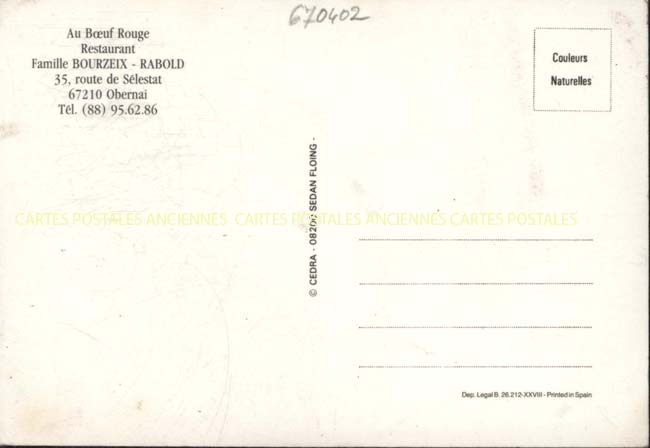 670402
Au Bœuf Rouge
Restaurant
Famille BOURZEIX - RABOLD
35, route de Sélestat
67210 Obernai
Tél. (88) 95.62.86
Couleurs
Naturelles
© CEDRA - 08200 SEDAN FLOING -
CARTES POSTALES ANCIENNES CARTES POSTALES ANCIENNES CARTES POSTALES
Dep. Legal B. 26.212-XXVIII - Printed in Spain